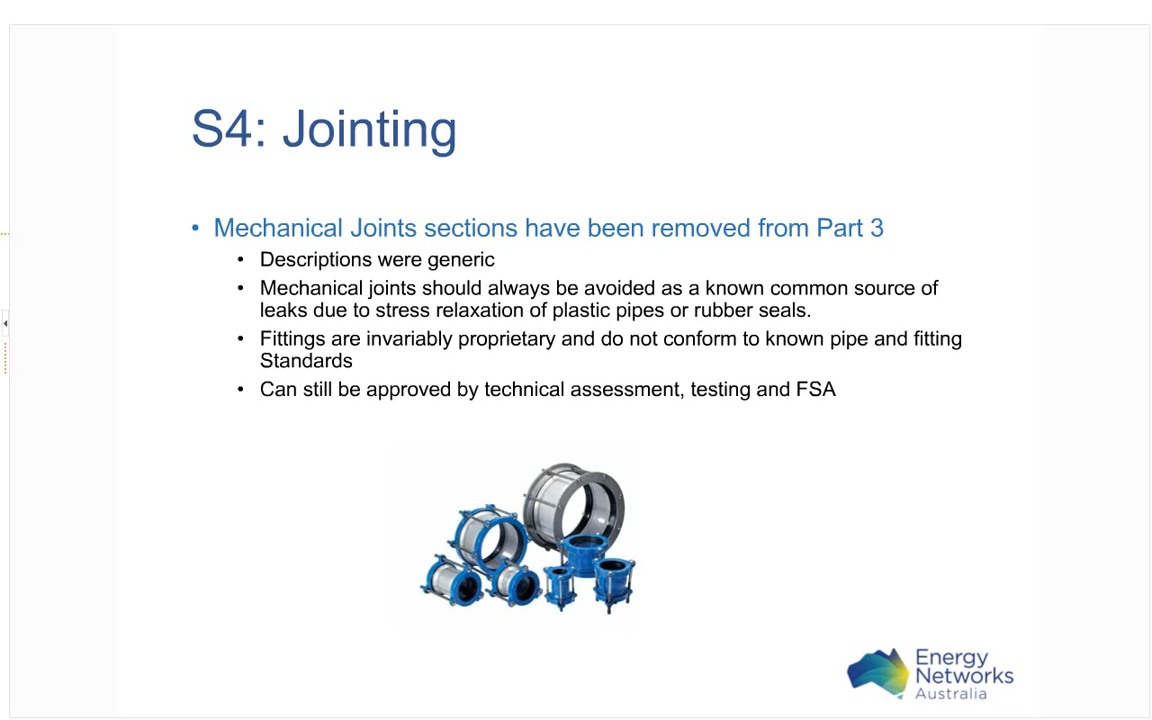 S4: Jointing
• Mechanical Joints sections have been removed from Part 3
• Descriptions were generic
• Mechanical joints should always be avoided as a known common source of
leaks due to stress relaxation of plastic pipes or rubber seals.
• Fittings are invariably proprietary and do not conform to known pipe and fitting
Standards
• Can still be approved by technical assessment, testing and FSA
Energy
Networks
Australia